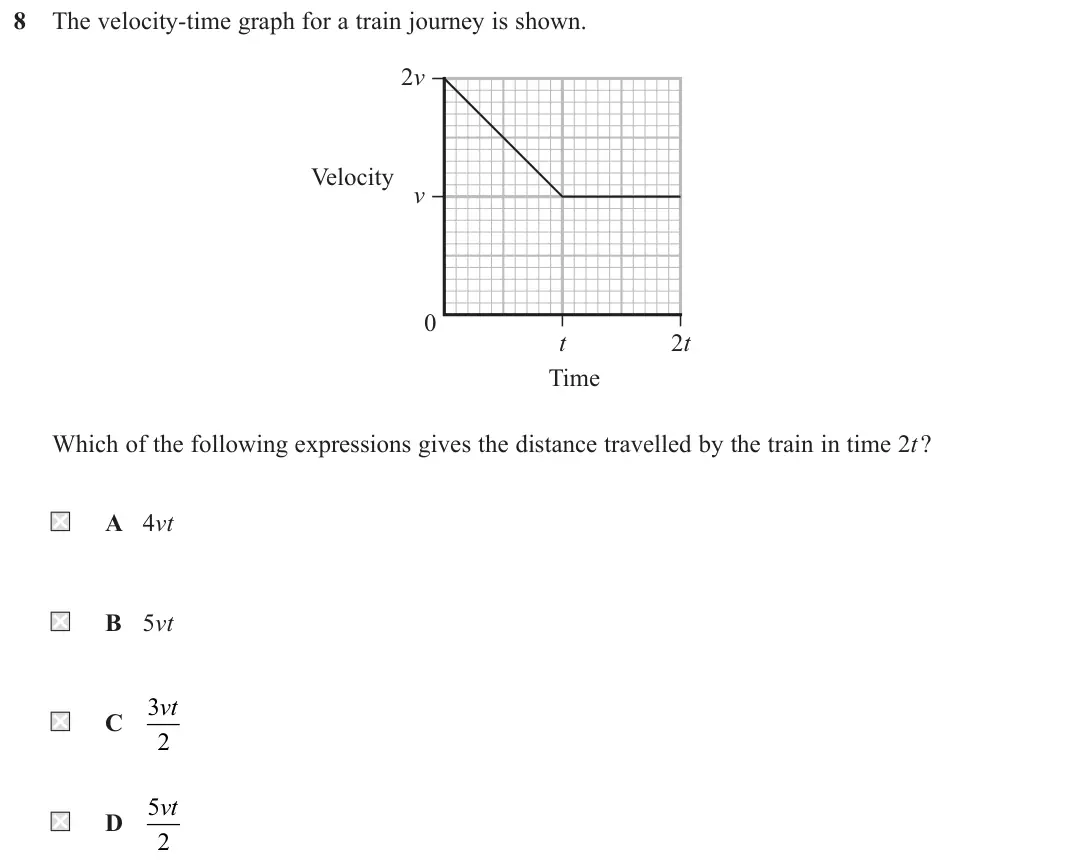 8 The velocity-time graph for a train journey is shown.
2v
Velocity
v
0
t
2t
Time
Which of the following expressions gives the distance travelled by the train in time 2t?
A 4vt
B 5vt
C 3vt/2
D 5vt/2